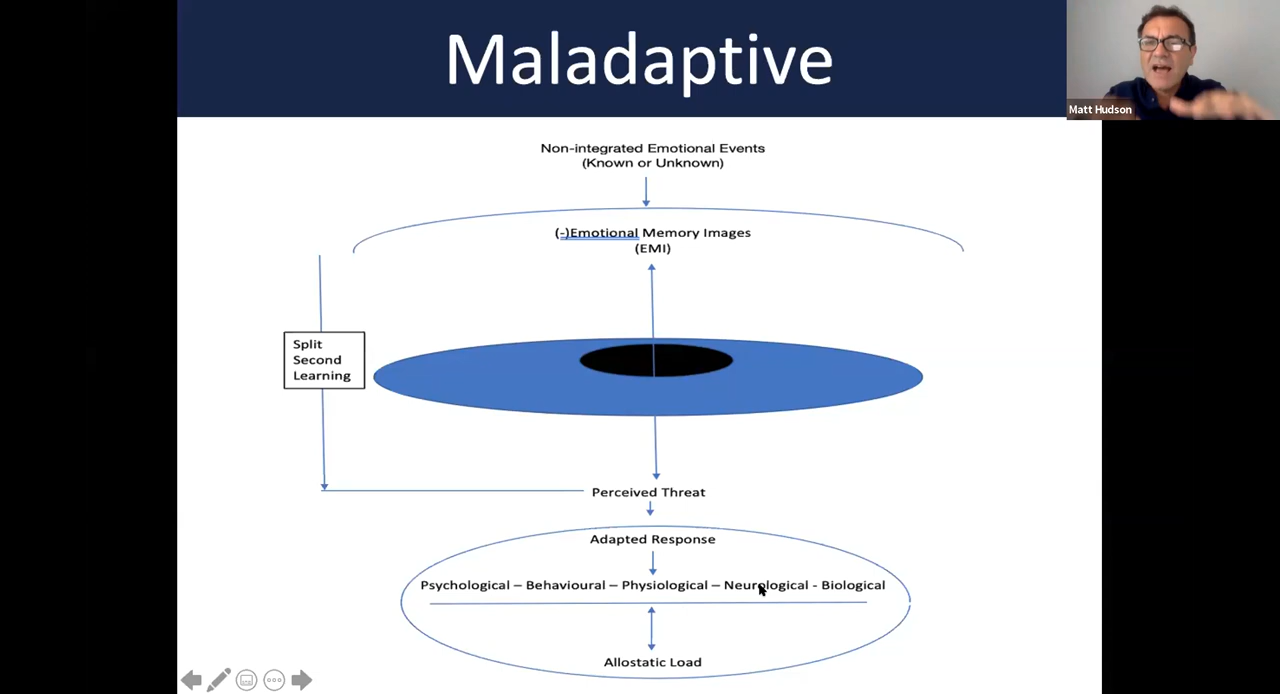 Maladaptive
Matt Hudson
Non-integrated Emotional Events
(Known or Unknown)
(-)Emotional Memory Images
(EMI)
Split
Second
Learning
Perceived Threat
Adapted Response
Psychological – Behavioural – Physiological – Neurological - Biological
Allostatic Load